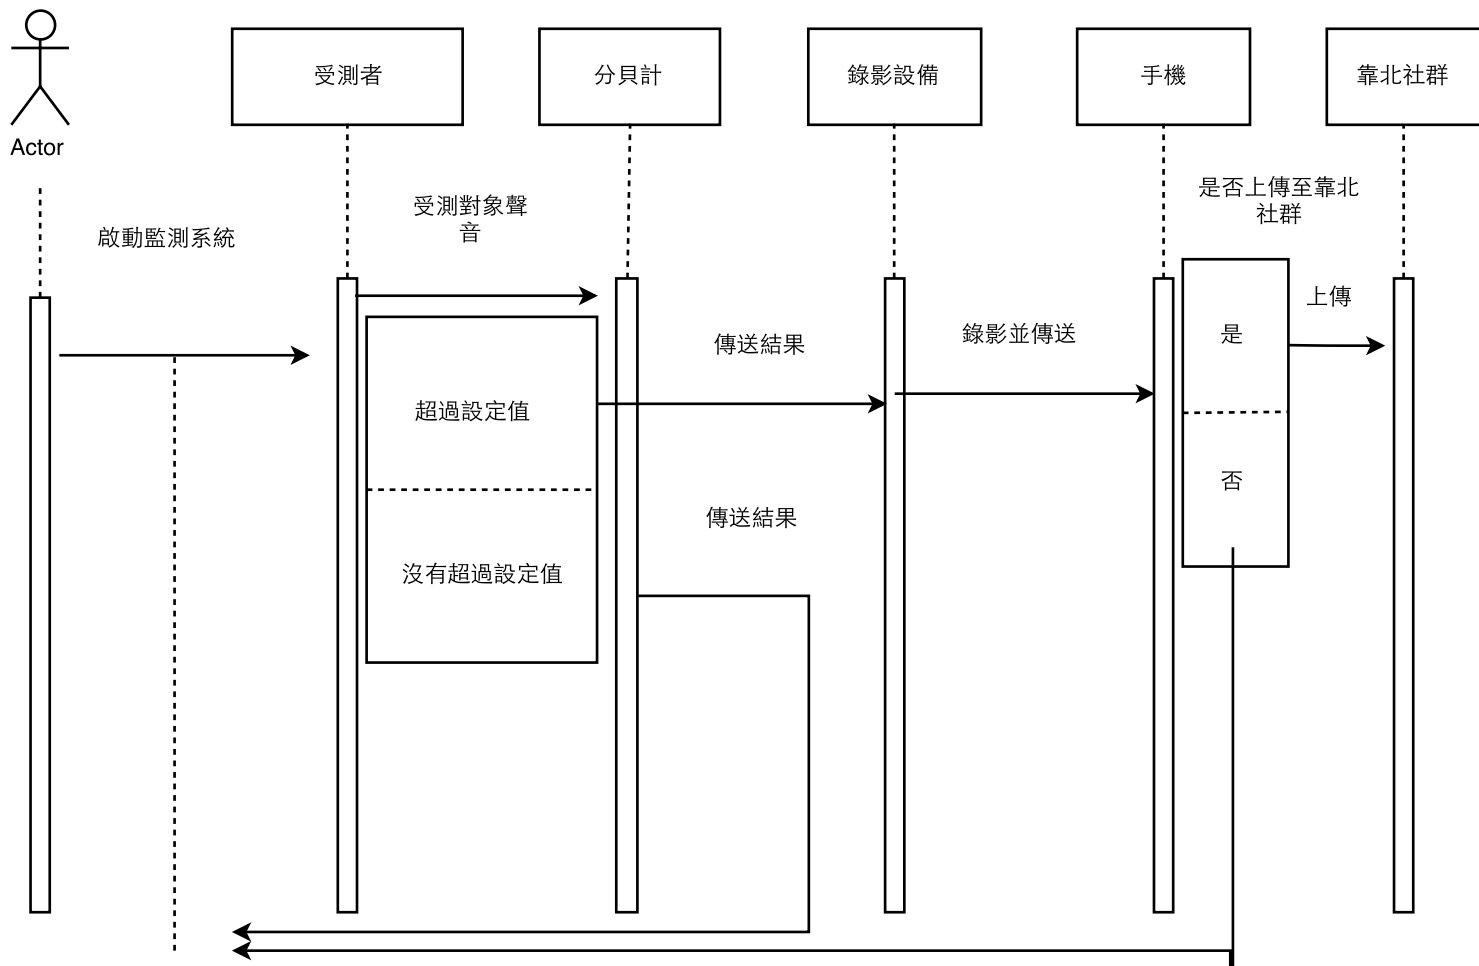 Actor
受測者
分貝計
錄影設備
手機
靠北社群
啟動監測系統
受測對象聲
音
是否上傳至靠北
社群
上傳
傳送結果
錄影並傳送
是
超過設定值
否
傳送結果
沒有超過設定值